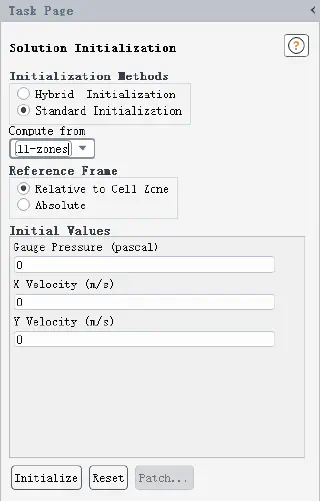 Task Page
Solution Initialization
?
Initialization Methods
Hybrid Initialization
Standard Initialization
Compute from
ll-zones
Reference Frame
Relative to Cell Zone
Absolute
Initial Values
Gauge Pressure (pascal)
0
X Velocity (m/s)
0
Y Velocity (m/s)
0
Initialize Reset Patch...